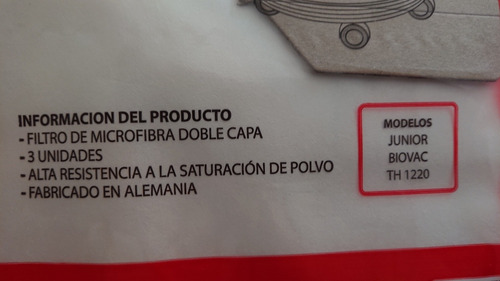 INFORMACION DEL PRODUCTO
- FILTRO DE MICROFIBRA DOBLE CAPA
- 3 UNIDADES
- ALTA RESISTENCIA A LA SATURACIÓN DE POLVO
- FABRICADO EN ALEMANIA
MODELOS
JUNIOR
BIOVAC
TH 1220